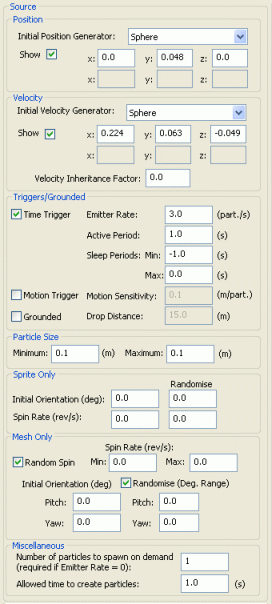 Source
Position
Initial Position Generator: Sphere
Show x: 0.0 y: 0.048 z: 0.0
x: y: z:
Velocity
Initial Velocity Generator: Sphere
Show x: 0.224 y: 0.063 z: -0.049
x: y: z:
Velocity Inheritance Factor: 0.0
Triggers/Grounded
Time Trigger Emitter Rate: 3.0 (part./s)
Active Period: 1.0 (s)
Sleep Periods: Min: -1.0 (s)
Max: 0.0 (s)
Motion Trigger Motion Sensitivity: 0.1 (m/part.)
Grounded Drop Distance: 15.0 (m)
Particle Size
Minimum: 0.1 (m) Maximum: 0.1 (m)
Sprite Only
Randomise
Initial Orientation (deg) 0.0 0.0
Spin Rate (rev/s) 0.0 0.0
Mesh Only
Spin Rate (rev/s):
Random Spin Min: 0.0 Max: 0.0
Initial Orientation (deg) Randomise (Deg. Range)
Pitch: 0.0 Pitch: 0.0
Yaw: 0.0 Yaw: 0.0
Miscellaneous
Number of particles to spawn on demand
(required if Emitter Rate = 0): 1
Allowed time to create particles: 1.0 (s)